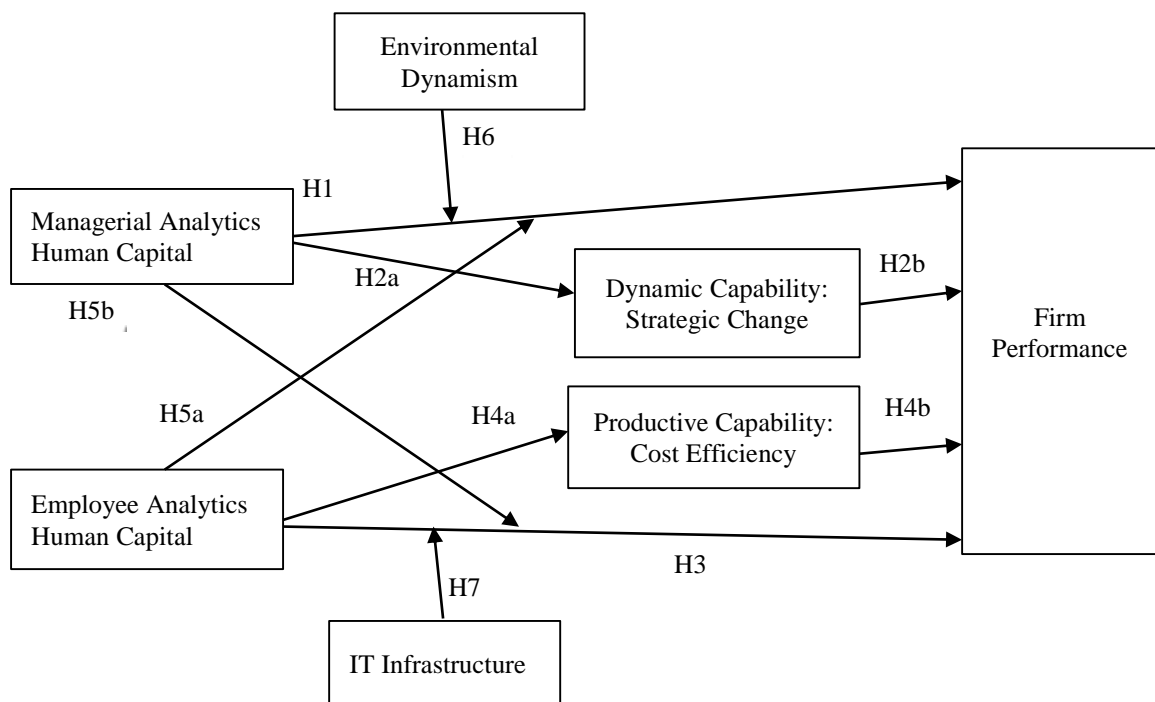 Environmental
Dynamism
H6
H1
Managerial Analytics
Human Capital
H2a
H2b
Dynamic Capability:
Strategic Change
Firm
Performance
H5b
H5a
H4a
H4b
Productive Capability:
Cost Efficiency
Employee Analytics
Human Capital
H3
H7
IT Infrastructure